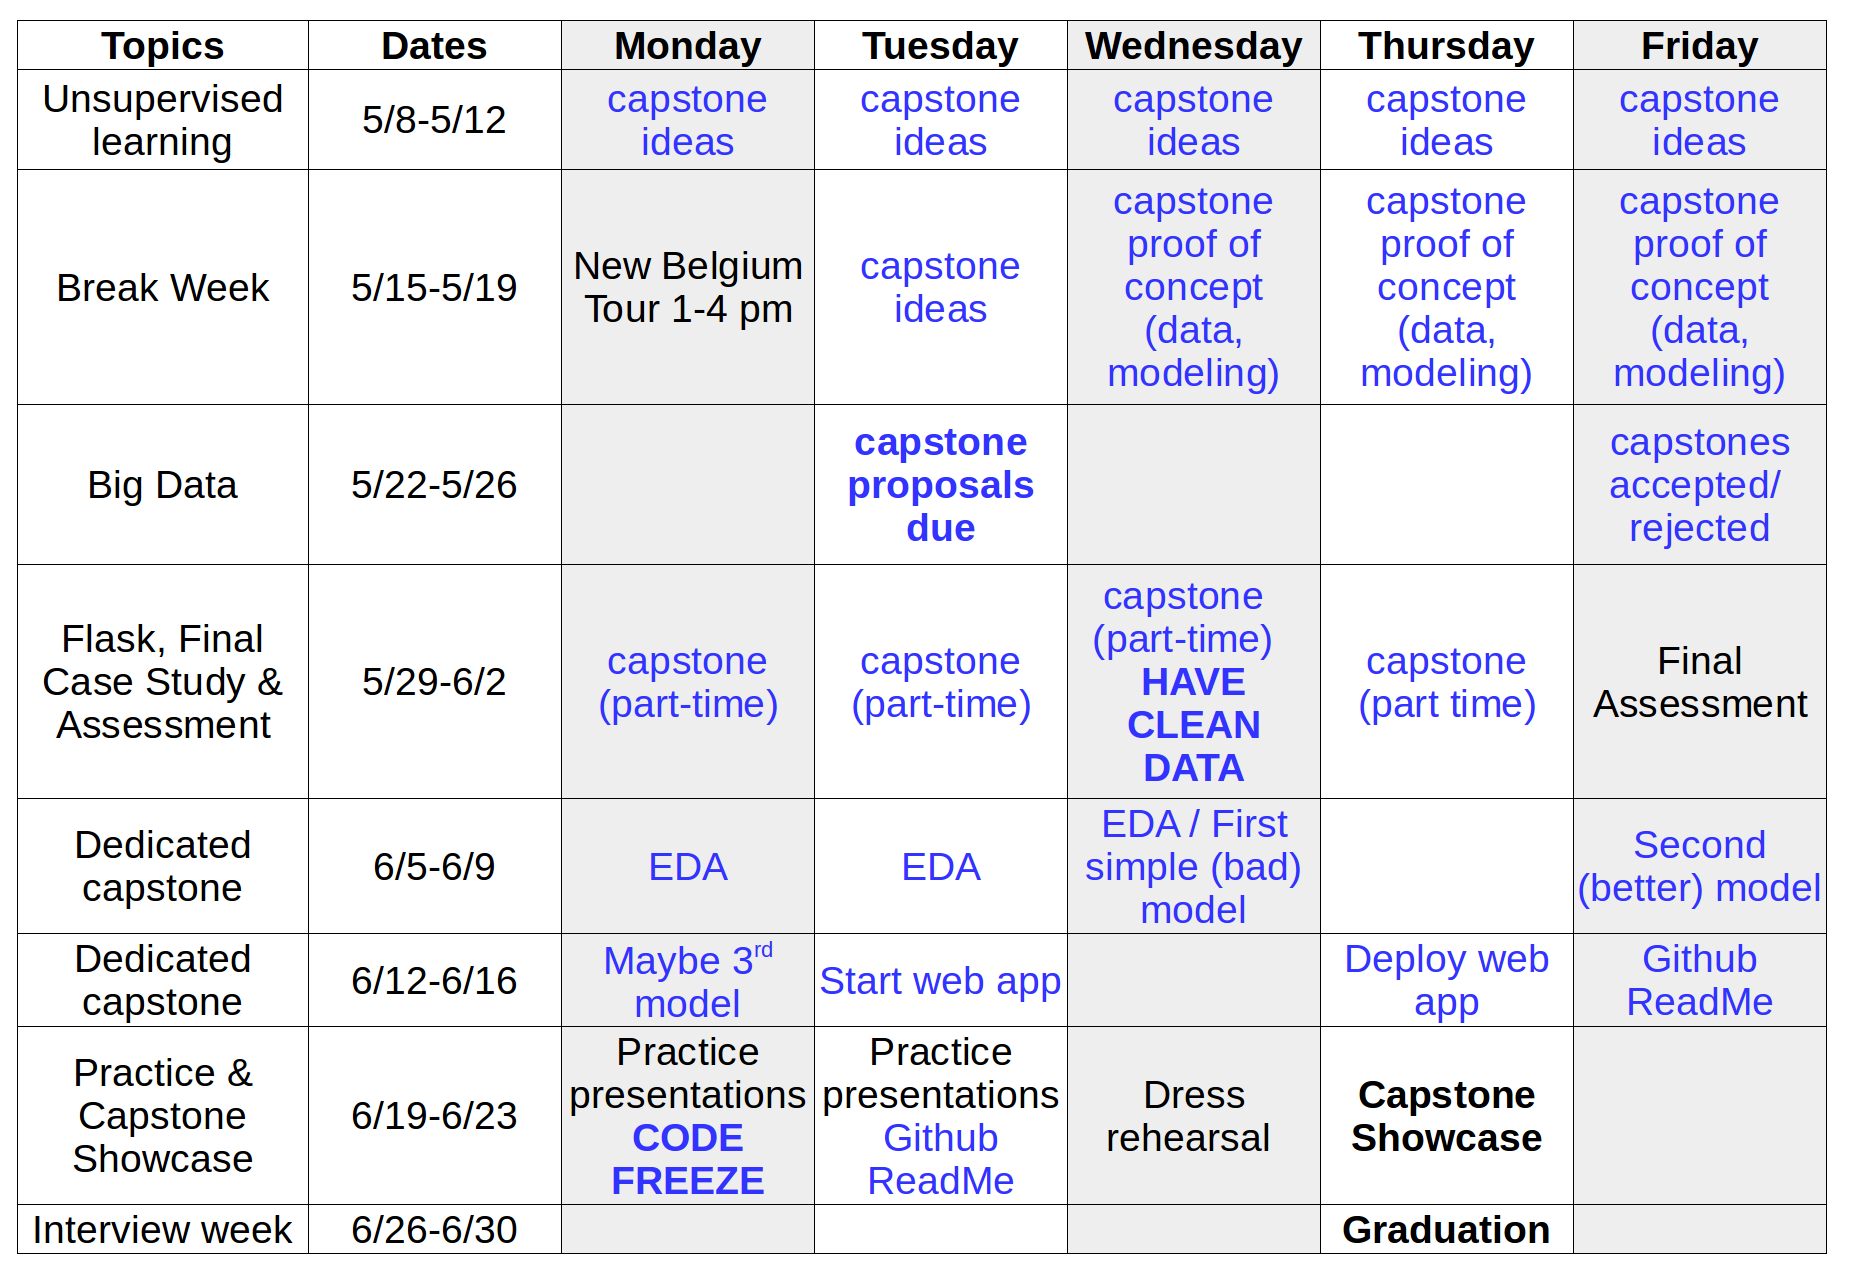 Topics Dates Monday Tuesday Wednesday Thursday Friday
Unsupervised
learning
5/8-5/12
capstone
ideas
capstone
ideas
capstone
ideas
capstone
ideas
capstone
ideas
Break Week
5/15-5/19
New Belgium
Tour 1-4 pm
capstone
ideas
capstone
proof of
concept
(data,
modeling)
capstone
proof of
concept
(data,
modeling)
capstone
proof of
concept
(data,
modeling)
Big Data
5/22-5/26
capstone
proposals
due
capstones
accepted/
rejected
Flask, Final
Case Study &
Assessment
5/29-6/2
capstone
(part-time)
capstone
(part-time)
capstone
(part-time)
HAVE
CLEAN
DATA
capstone
(part time)
Final
Assessment
Dedicated
capstone
6/5-6/9
EDA
EDA
EDA / First
simple (bad)
model
Second
(better) model
Dedicated
capstone
6/12-6/16
Maybe 3rd
model
Start web app
Deploy web
app
Github
ReadMe
Practice &
Capstone
Showcase
6/19-6/23
Practice
presentations
CODE
FREEZE
Practice
presentations
Github
ReadMe
Dress
rehearsal
Capstone
Showcase
Interview week
6/26-6/30
Graduation